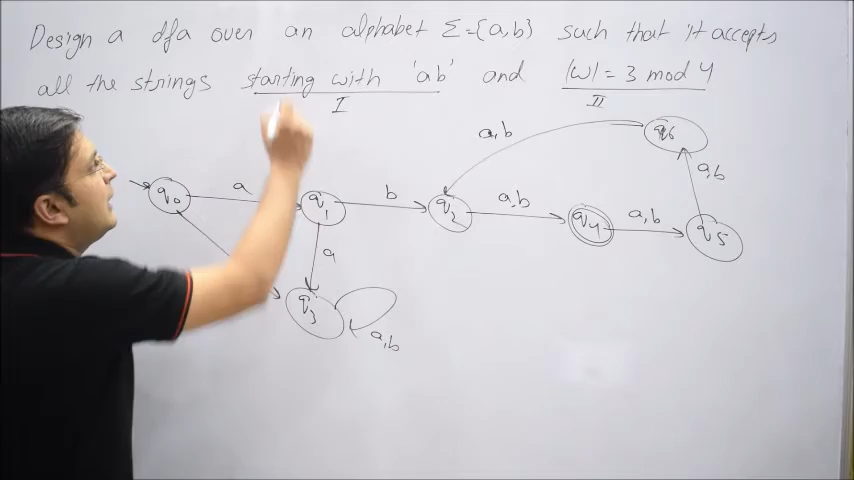 Design a dfa over an alphabet Σ={a,b} such that it accepts
all the strings starting with 'ab' and |w| = 3 mod 4
I
II
a,b
q6
a,b
q0
a
q1
b
q2
a,b
q4
a,b
q5
a
q3
a,b